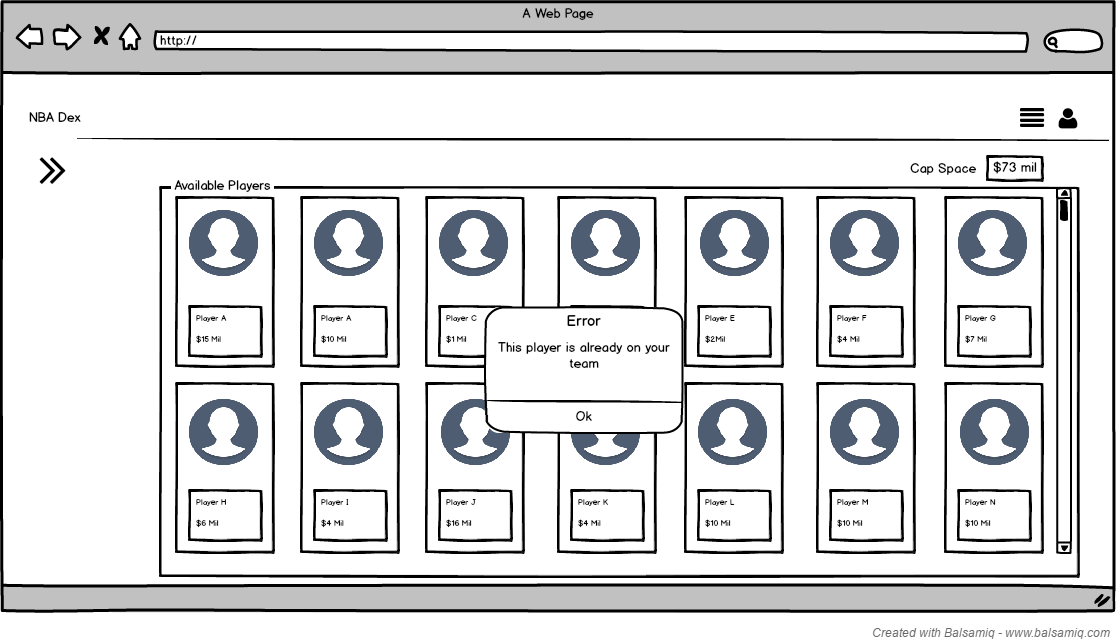 A Web Page
http://
NBA Dex
Cap Space $73 mil
Available Players
Player A
$15 Mil
Player A
$10 Mil
Player C
$1 Mil
Player E
$2Mil
Player F
$4 Mil
Player G
$7 Mil
Error
This player is already on your
team
Ok
Player H
$6 Mil
Player I
$4 Mil
Player J
$16 Mil
Player K
$4 Mil
Player L
$10 Mil
Player M
$10 Mil
Player N
$10 Mil
Created with Balsamiq - www.balsamiq.com